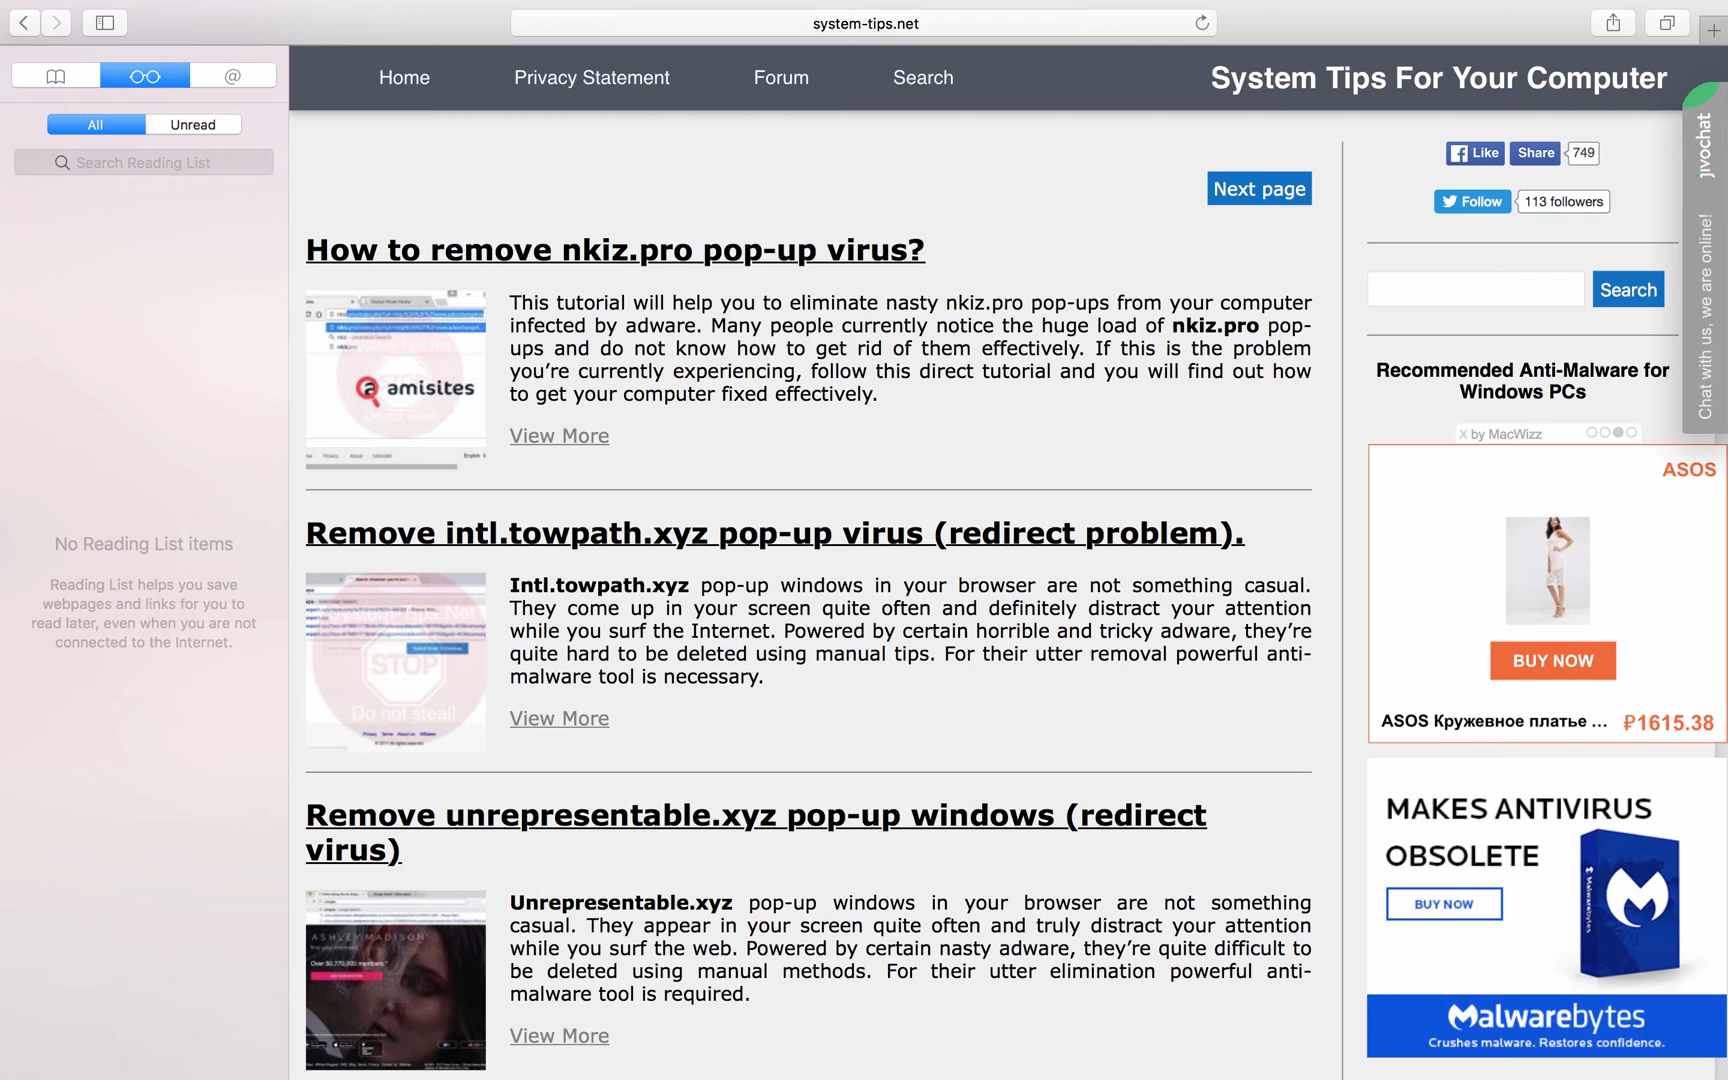 system-tips.net
@
All
Unread
Search Reading List
No Reading List items
Reading List helps you save
webpages and links for you to
read later, even when you are not
connected to the Internet.
Home
Privacy Statement
Forum
Search
System Tips For Your Computer
Next page
How to remove nkiz.pro pop-up virus?
amisites
This tutorial will help you to eliminate nasty nkiz.pro pop-ups from your computer
infected by adware. Many people currently notice the huge load of nkiz.pro pop-
ups and do not know how to get rid of them effectively. If this is the problem
you're currently experiencing, follow this direct tutorial and you will find out how
to get your computer fixed effectively.
View More
Remove intl.towpath.xyz pop-up virus (redirect problem).
System-Tips.Net
STOP
Do not steal!
Intl.towpath.xyz pop-up windows in your browser are not something casual.
They come up in your screen quite often and definitely distract your attention
while you surf the Internet. Powered by certain horrible and tricky adware, they're
quite hard to be deleted using manual tips. For their utter removal powerful anti-
malware tool is necessary.
View More
Remove unrepresentable.xyz pop-up windows (redirect
virus)
ASHLEY MADISON
Over 50,770,000 members.*
Unrepresentable.xyz pop-up windows in your browser are not something
casual. They appear in your screen quite often and truly distract your attention
while you surf the web. Powered by certain nasty adware, they're quite difficult to
be deleted using manual methods. For their utter elimination powerful anti-
malware tool is required.
View More
Like
Share
749
Follow
113 followers
Search
Recommended Anti-Malware for
Windows PCs
X by MacWizz
ASOS
BUY NOW
ASOS Кружевное платье ...
₽1615.38
MAKES ANTIVIRUS
OBSOLETE
BUY NOW
Malwarebytes
Malwarebytes
Crushes malware. Restores confidence.
jivochat
Chat with us, we are online!